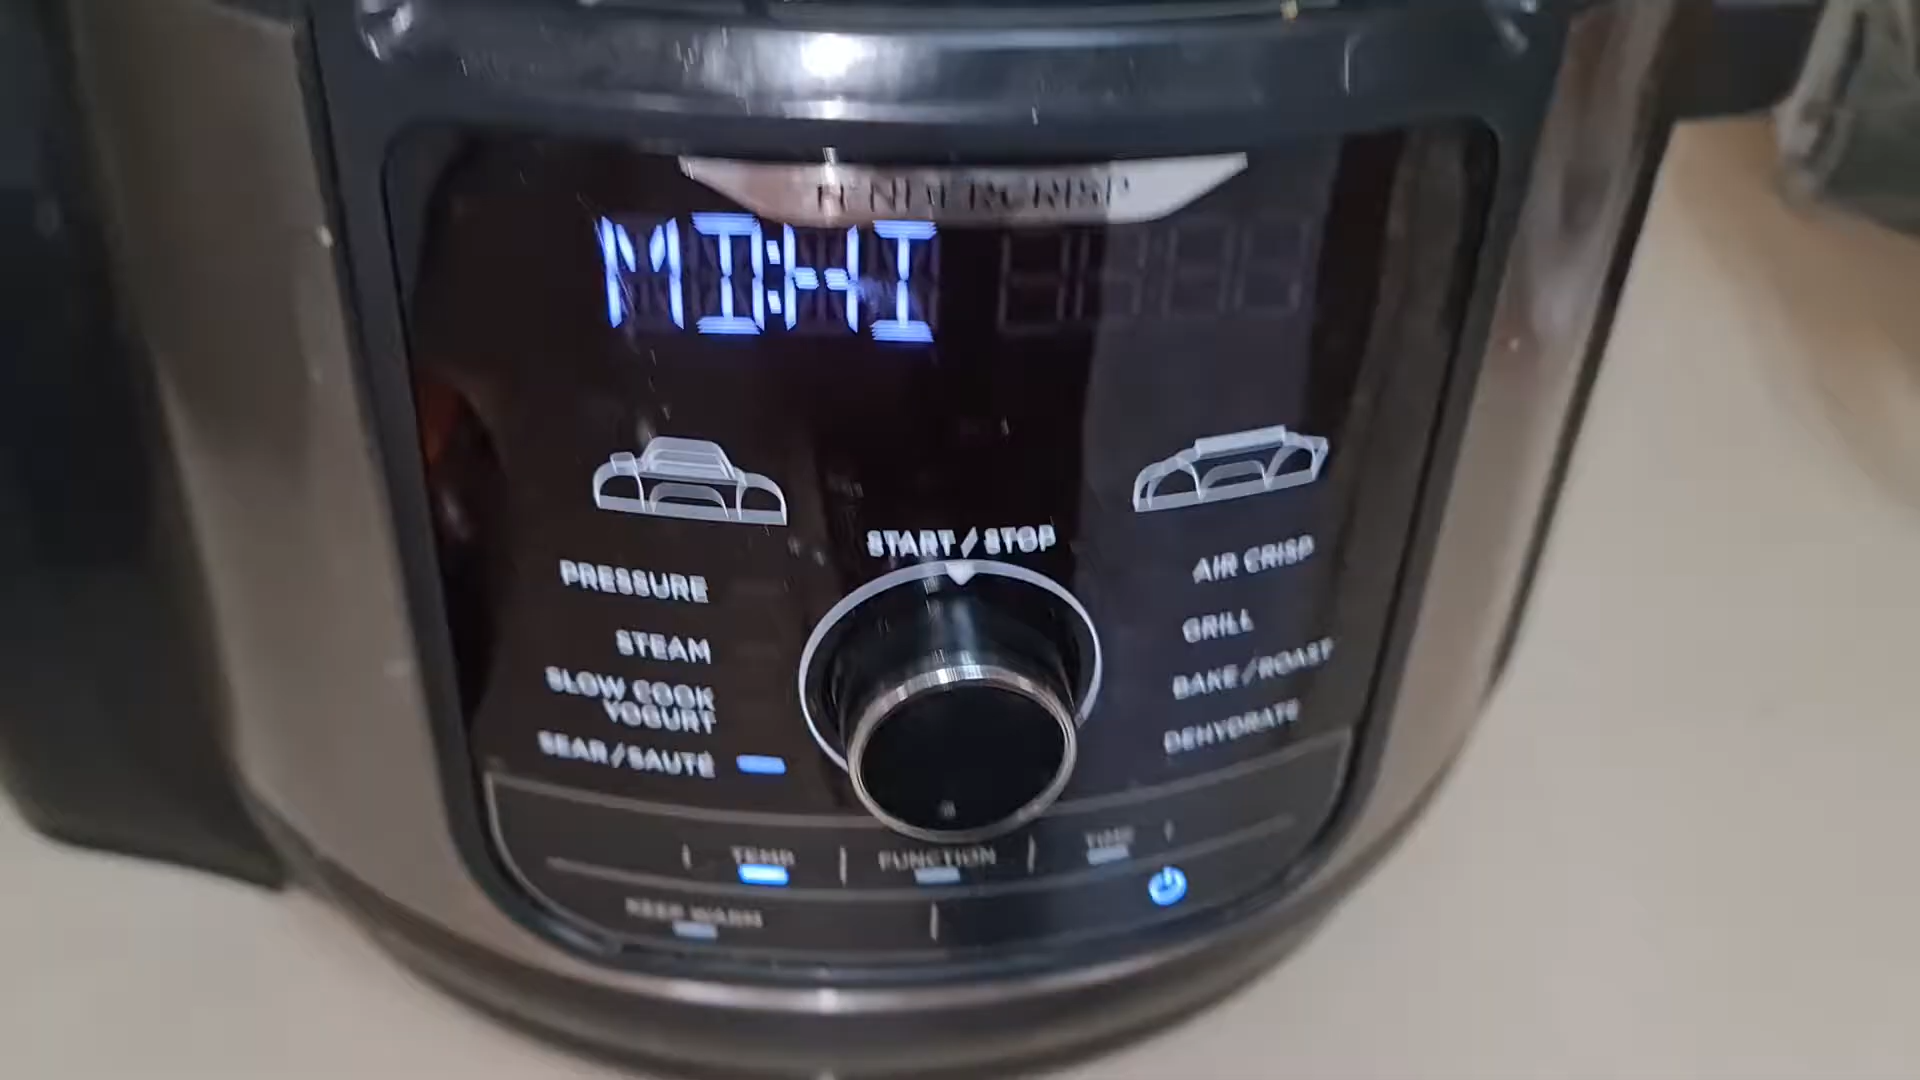 TENDERCRISP
MD:HI
START / STOP
PRESSURE
STEAM
SLOW COOK
YOGURT
SEAR / SAUTÉ
AIR CRISP
GRILL
BAKE / ROAST
DEHYDRATE
TEMP
FUNCTION
TIME
KEEP WARM